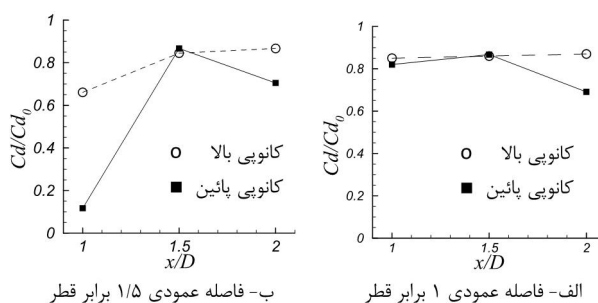 1
0.8
0.6
0.4
0.2
0
Cd/Cd0
کانوپی بالا
کانوپی پائین
1
1.5
2
x/D
ب- فاصله عمودی ۱/۵ برابر قطر
1
0.8
0.6
0.4
0.2
0
Cd/Cd0
کانوپی بالا
کانوپی پائین
1
1.5
2
x/D
الف- فاصله عمودی ۱ برابر قطر